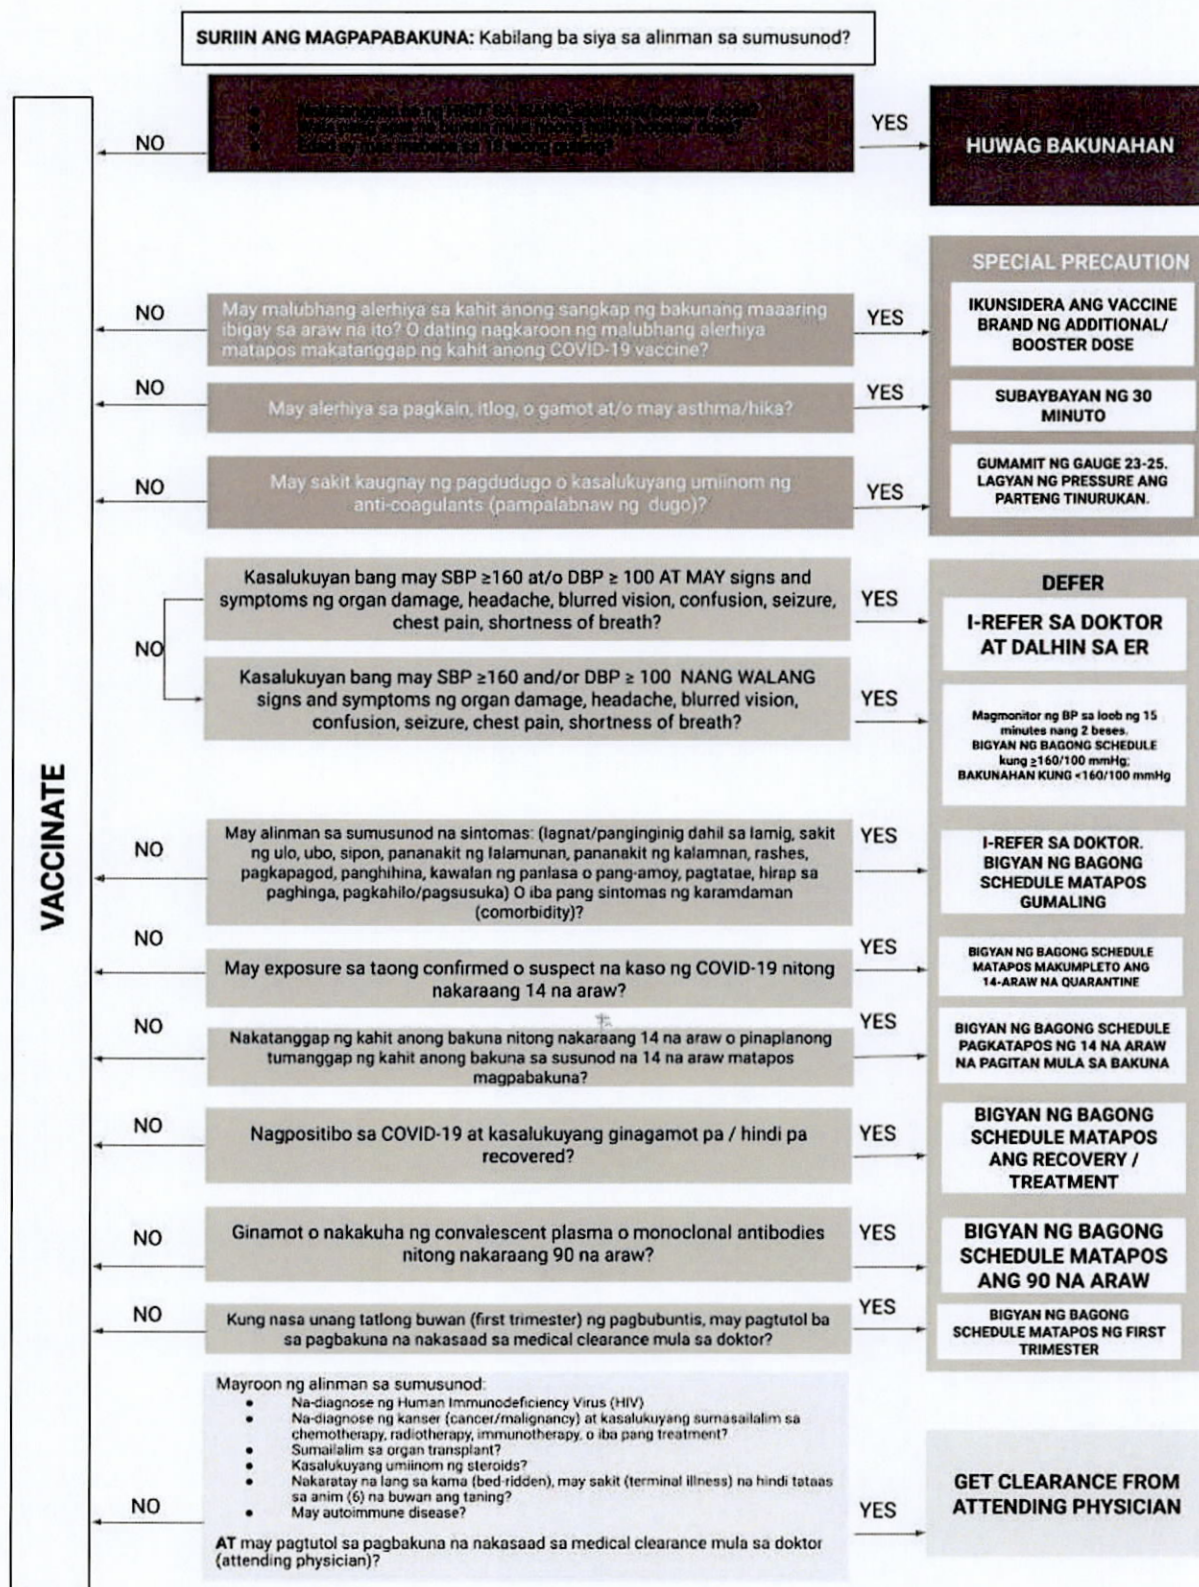 SURIIN ANG MAGPAPABAKUNA: Kabilang ba siya sa alinman sa sumusunod?
VACCINATE
NO
YES
HUWAG BAKUNAHAN
SPECIAL PRECAUTION
NO
May malubhang alerhiya sa kahit anong sangkap ng bakunang maaaring
ibigay sa araw na ito? O dating nagkaroon ng malubhang alerhiya
matapos makatanggap ng kahit anong COVID-19 vaccine?
YES
IKUNSIDERA ANG VACCINE
BRAND NG ADDITIONAL/
BOOSTER DOSE
NO
May alerhiya sa pagkain, itlog, o gamot at/o may asthma/hika?
YES
SUBAYBAYAN NG 30
MINUTO
NO
May sakit kaugnay ng pagdudugo o kasalukuyang umiinom ng
anti-coagulants (pampalabnaw ng dugo)?
YES
GUMAMIT NG GAUGE 23-25.
LAGYAN NG PRESSURE ANG
PARTENG TINURUKAN.
DEFER
Kasalukuyan bang may SBP ≥160 at/o DBP ≥ 100 AT MAY signs and
symptoms ng organ damage, headache, blurred vision, confusion, seizure,
chest pain, shortness of breath?
YES
I-REFER SA DOKTOR
AT DALHIN SA ER
NO
Kasalukuyan bang may SBP ≥160 and/or DBP ≥ 100 NANG WALANG
signs and symptoms ng organ damage, headache, blurred vision,
confusion, seizure, chest pain, shortness of breath?
YES
Magmonitor ng BP sa loob ng 15
minutes nang 2 beses.
BIGYAN NG BAGONG SCHEDULE
kung ≥160/100 mmHg;
BAKUNAHAN KUNG <160/100 mmHg
NO
May alinman sa sumusunod na sintomas: (lagnat/panginginig dahil sa lamig, sakit
ng ulo, ubo, sipon, pananakit ng lalamunan, pananakit ng kalamnan, rashes,
pagkapagod, panghihina, kawalan ng panlasa o pang-amoy, pagtatae, hirap sa
paghinga, pagkahilo/pagsusuka) O iba pang sintomas ng karamdaman
(comorbidity)?
YES
I-REFER SA DOKTOR.
BIGYAN NG BAGONG
SCHEDULE MATAPOS
GUMALING
NO
May exposure sa taong confirmed o suspect na kaso ng COVID-19 nitong
nakaraang 14 na araw?
YES
BIGYAN NG BAGONG SCHEDULE
MATAPOS MAKUMPLETO ANG
14-ARAW NA QUARANTINE
NO
Nakatanggap ng kahit anong bakuna nitong nakaraang 14 na araw o pinaplanong
tumanggap ng kahit anong bakuna sa susunod na 14 na araw matapos
magpabakuna?
YES
BIGYAN NG BAGONG SCHEDULE
PAGKATAPOS NG 14 NA ARAW
NA PAGITAN MULA SA BAKUNA
NO
Nagpositibo sa COVID-19 at kasalukuyang ginagamot pa / hindi pa
recovered?
YES
BIGYAN NG BAGONG
SCHEDULE MATAPOS
ANG RECOVERY /
TREATMENT
NO
Ginamot o nakakuha ng convalescent plasma o monoclonal antibodies
nitong nakaraang 90 na araw?
YES
BIGYAN NG BAGONG
SCHEDULE MATAPOS
ANG 90 NA ARAW
NO
Kung nasa unang tatlong buwan (first trimester) ng pagbubuntis, may pagtutol ba
sa pagbakuna na nakasaad sa medical clearance mula sa doktor?
YES
BIGYAN NG BAGONG
SCHEDULE MATAPOS NG FIRST
TRIMESTER
Mayroon ng alinman sa sumusunod:
• Na-diagnose ng Human Immunodeficiency Virus (HIV)
• Na-diagnose ng kanser (cancer/malignancy) at kasalukuyang sumasailalim sa
chemotherapy, radiotherapy, immunotherapy, o iba pang treatment?
• Sumailalim sa organ transplant?
• Kasalukuyang umiinom ng steroids?
• Nakaratay na lang sa kama (bed-ridden), may sakit (terminal illness) na hindi tataas
sa anim (6) na buwan ang taning?
• May autoimmune disease?
AT may pagtutol sa pagbakuna na nakasaad sa medical clearance mula sa doktor
(attending physician)?
NO
YES
GET CLEARANCE FROM
ATTENDING PHYSICIAN